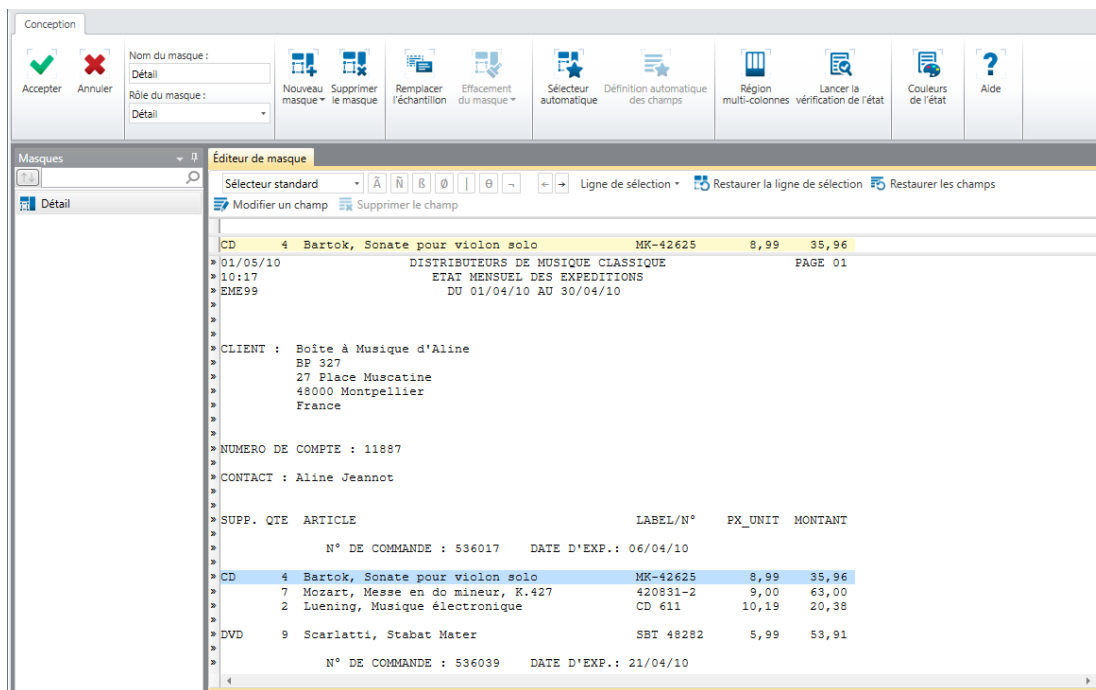 Conception
Accepter
Annuler
Nom du masque :
Détail
Rôle du masque :
Détail
Nouveau masque
Supprimer le masque
Remplacer l'échantillon
Effacement du masque
Sélecteur automatique
Définition automatique des champs
Région multi-colonnes
Lancer la vérification de l'état
Couleurs de l'état
Aide
Masques
Détail
Éditeur de masque
Sélecteur standard Ã Ñ ß Ø | θ ¬ ← → Ligne de sélection Restaurer la ligne de sélection Restaurer les champs
Modifier un champ Supprimer le champ
CD 4 Bartok, Sonate pour violon solo MK-42625 8,99 35,96
» 01/05/10 DISTRIBUTEURS DE MUSIQUE CLASSIQUE PAGE 01
» 10:17 ETAT MENSUEL DES EXPEDITIONS
» EME99 DU 01/04/10 AU 30/04/10
»
»
»
» CLIENT : Boîte à Musique d'Aline
» BP 327
» 27 Place Muscatine
» 48000 Montpellier
» France
»
»
» NUMERO DE COMPTE : 11887
»
» CONTACT : Aline Jeannot
»
»
» SUPP. QTE ARTICLE LABEL/N° PX_UNIT MONTANT
»
» N° DE COMMANDE : 536017 DATE D'EXP.: 06/04/10
»
» CD 4 Bartok, Sonate pour violon solo MK-42625 8,99 35,96
» 7 Mozart, Messe en do mineur, K.427 420831-2 9,00 63,00
» 2 Luening, Musique électronique CD 611 10,19 20,38
»
» DVD 9 Scarlatti, Stabat Mater SBT 48282 5,99 53,91
»
» N° DE COMMANDE : 536039 DATE D'EXP.: 21/04/10